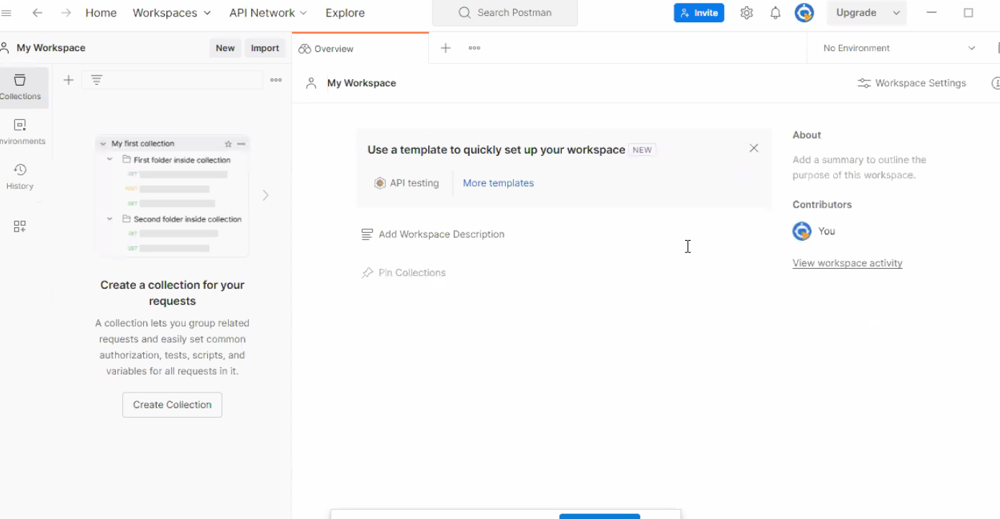 Home Workspaces API Network Explore Search Postman Invite Upgrade
My Workspace New Import Overview No Environment
My Workspace Workspace Settings
Collections
nvironments
History
My first collection
First folder inside collection
GET
POST
GET
Second folder inside collection
GET
GET
Create a collection for your
requests
A collection lets you group related
requests and easily set common
authorization, tests, scripts, and
variables for all requests in it.
Create Collection
Use a template to quickly set up your workspace NEW
API testing More templates
Add Workspace Description
Pin Collections
About
Add a summary to outline the
purpose of this workspace.
Contributors
You
View workspace activity